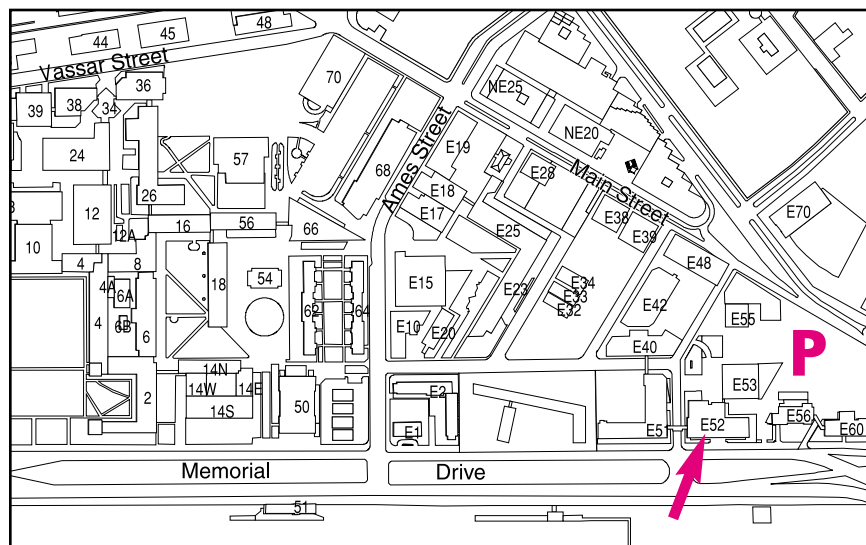 48
44
45
Vassar Street
36
70
39
38
34
NE25
24
57
E19
NE20
68
Ames Street
E28
Main Street
26
E18
12
E17
E38
E70
16
56
66
E25
E39
10
12A
4
8
E48
18
54
E15
E34
4A
6A
E23
E33
E42
62
64
E32
4
6B
6
E10
E20
E55
E40
P
14N
14W
14E
E2
E53
2
14S
50
E1
E51
E52
E56
E60
Memorial
Drive
51